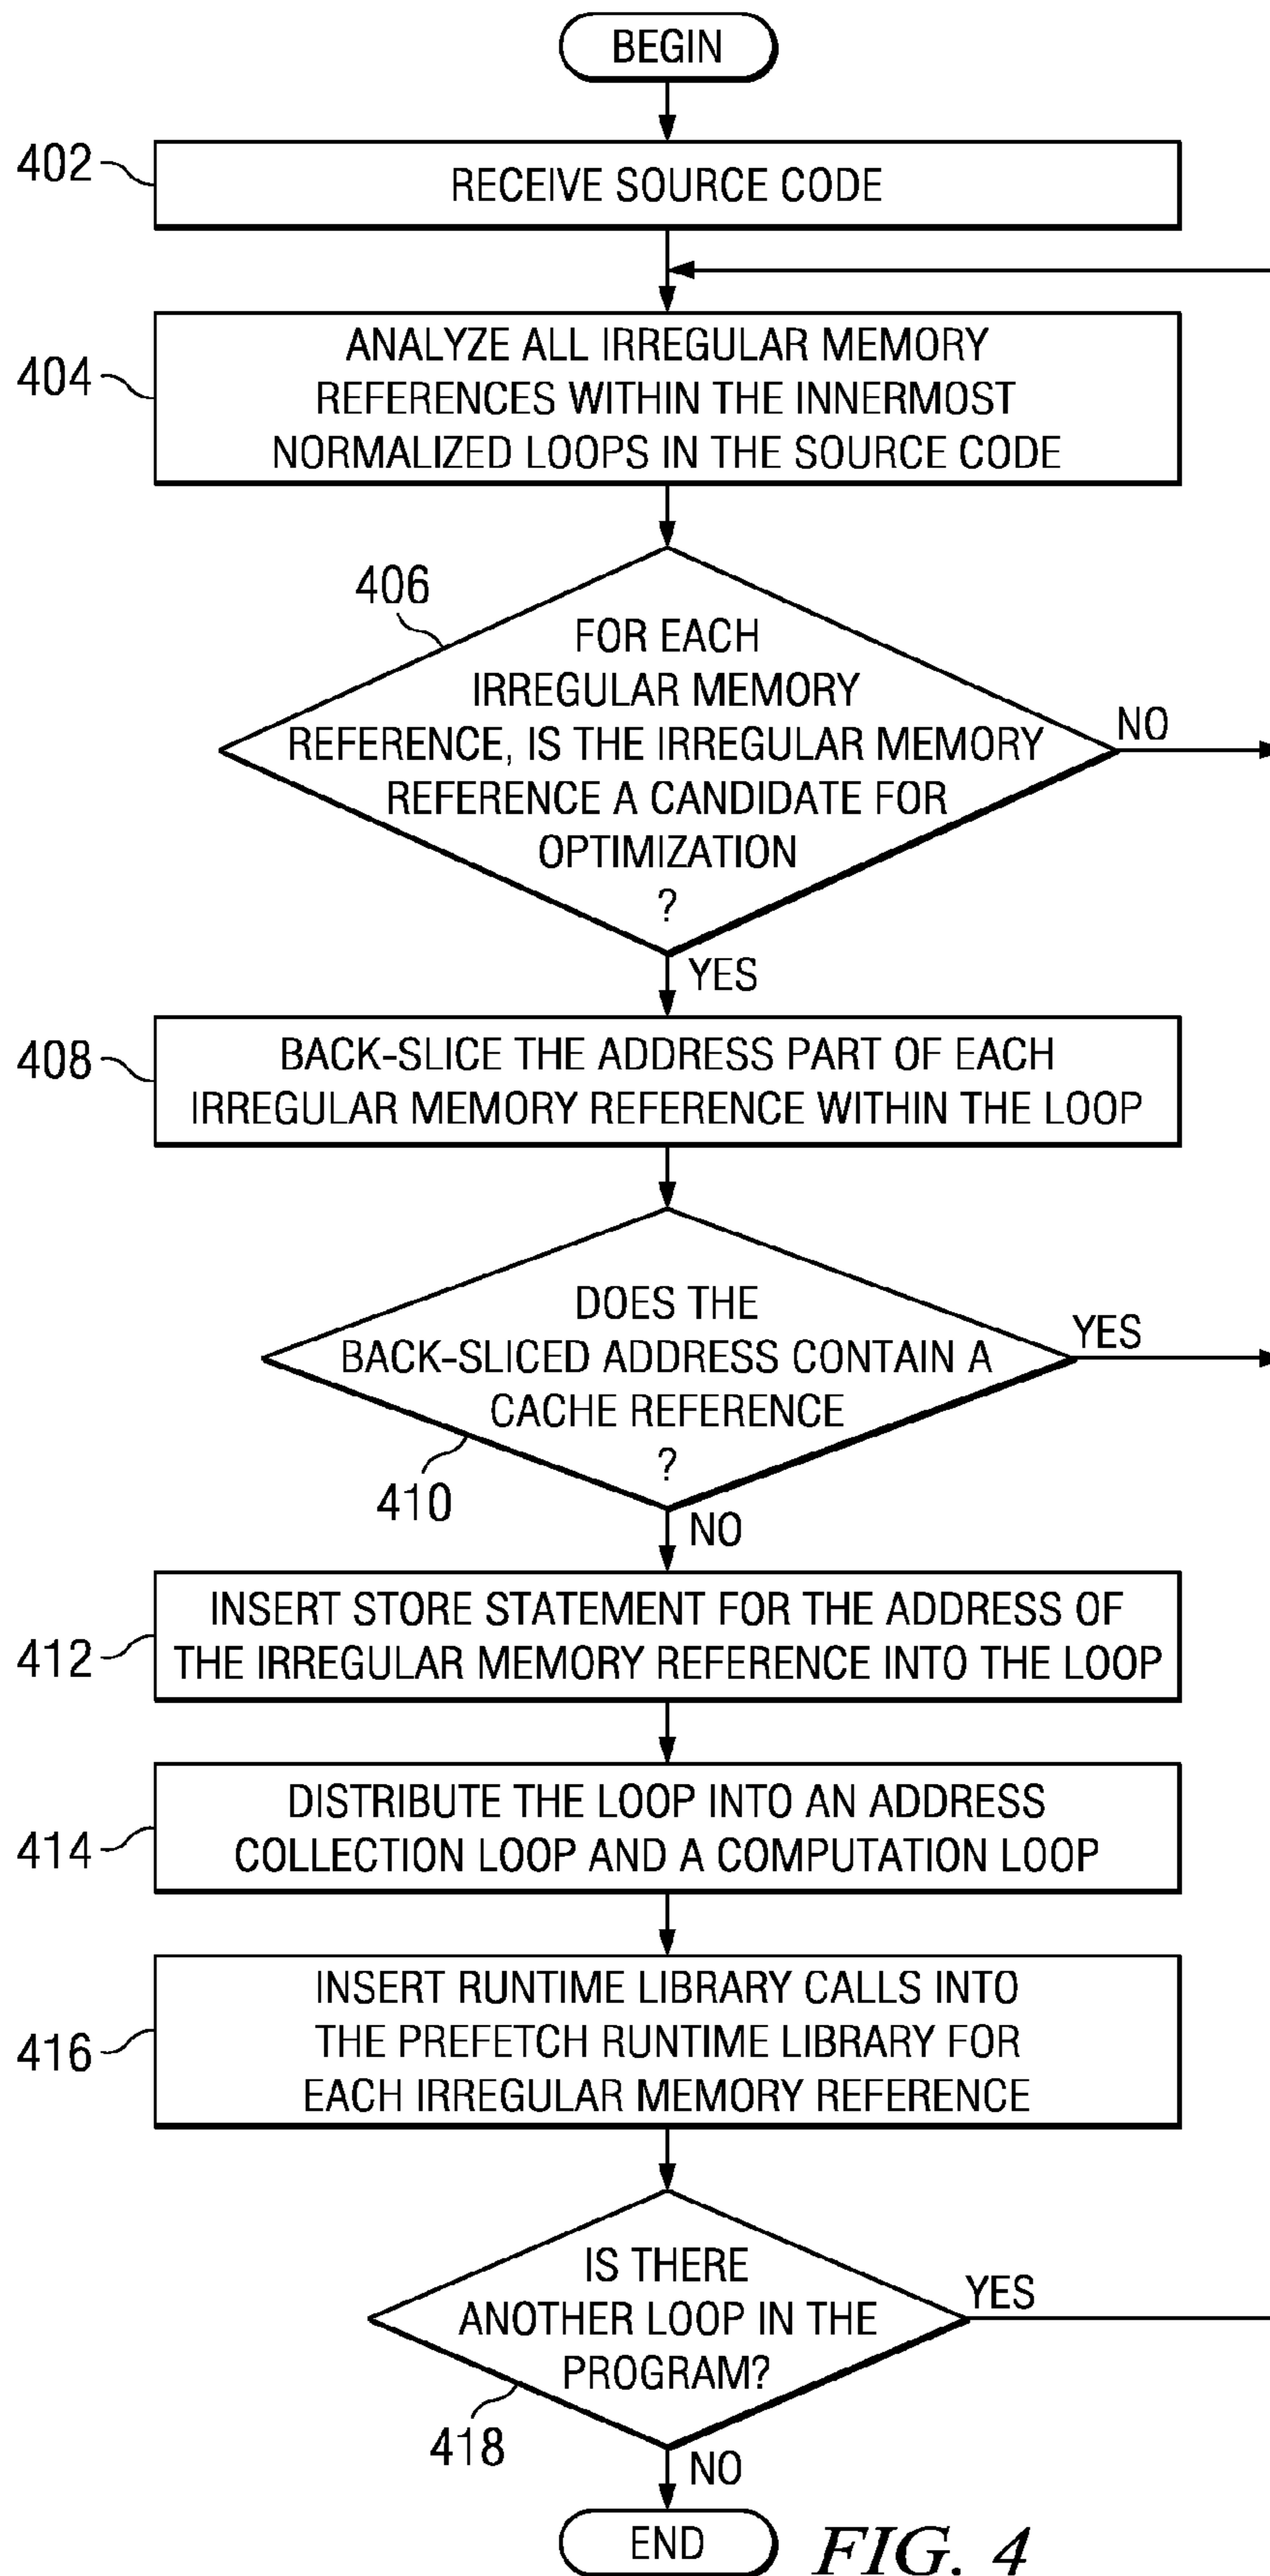 BEGIN
402
RECEIVE SOURCE CODE
404
ANALYZE ALL IRREGULAR MEMORY
REFERENCES WITHIN THE INNERMOST
NORMALIZED LOOPS IN THE SOURCE CODE
406
FOR EACH
IRREGULAR MEMORY
REFERENCE, IS THE IRREGULAR MEMORY
REFERENCE A CANDIDATE FOR
OPTIMIZATION
?
NO
YES
408
BACK-SLICE THE ADDRESS PART OF EACH
IRREGULAR MEMORY REFERENCE WITHIN THE LOOP
DOES THE
BACK-SLICED ADDRESS CONTAIN A
CACHE REFERENCE
?
YES
410
NO
412
INSERT STORE STATEMENT FOR THE ADDRESS OF
THE IRREGULAR MEMORY REFERENCE INTO THE LOOP
414
DISTRIBUTE THE LOOP INTO AN ADDRESS
COLLECTION LOOP AND A COMPUTATION LOOP
416
INSERT RUNTIME LIBRARY CALLS INTO
THE PREFETCH RUNTIME LIBRARY FOR
EACH IRREGULAR MEMORY REFERENCE
IS THERE
ANOTHER LOOP IN THE
PROGRAM?
YES
418
NO
END
FIG. 4